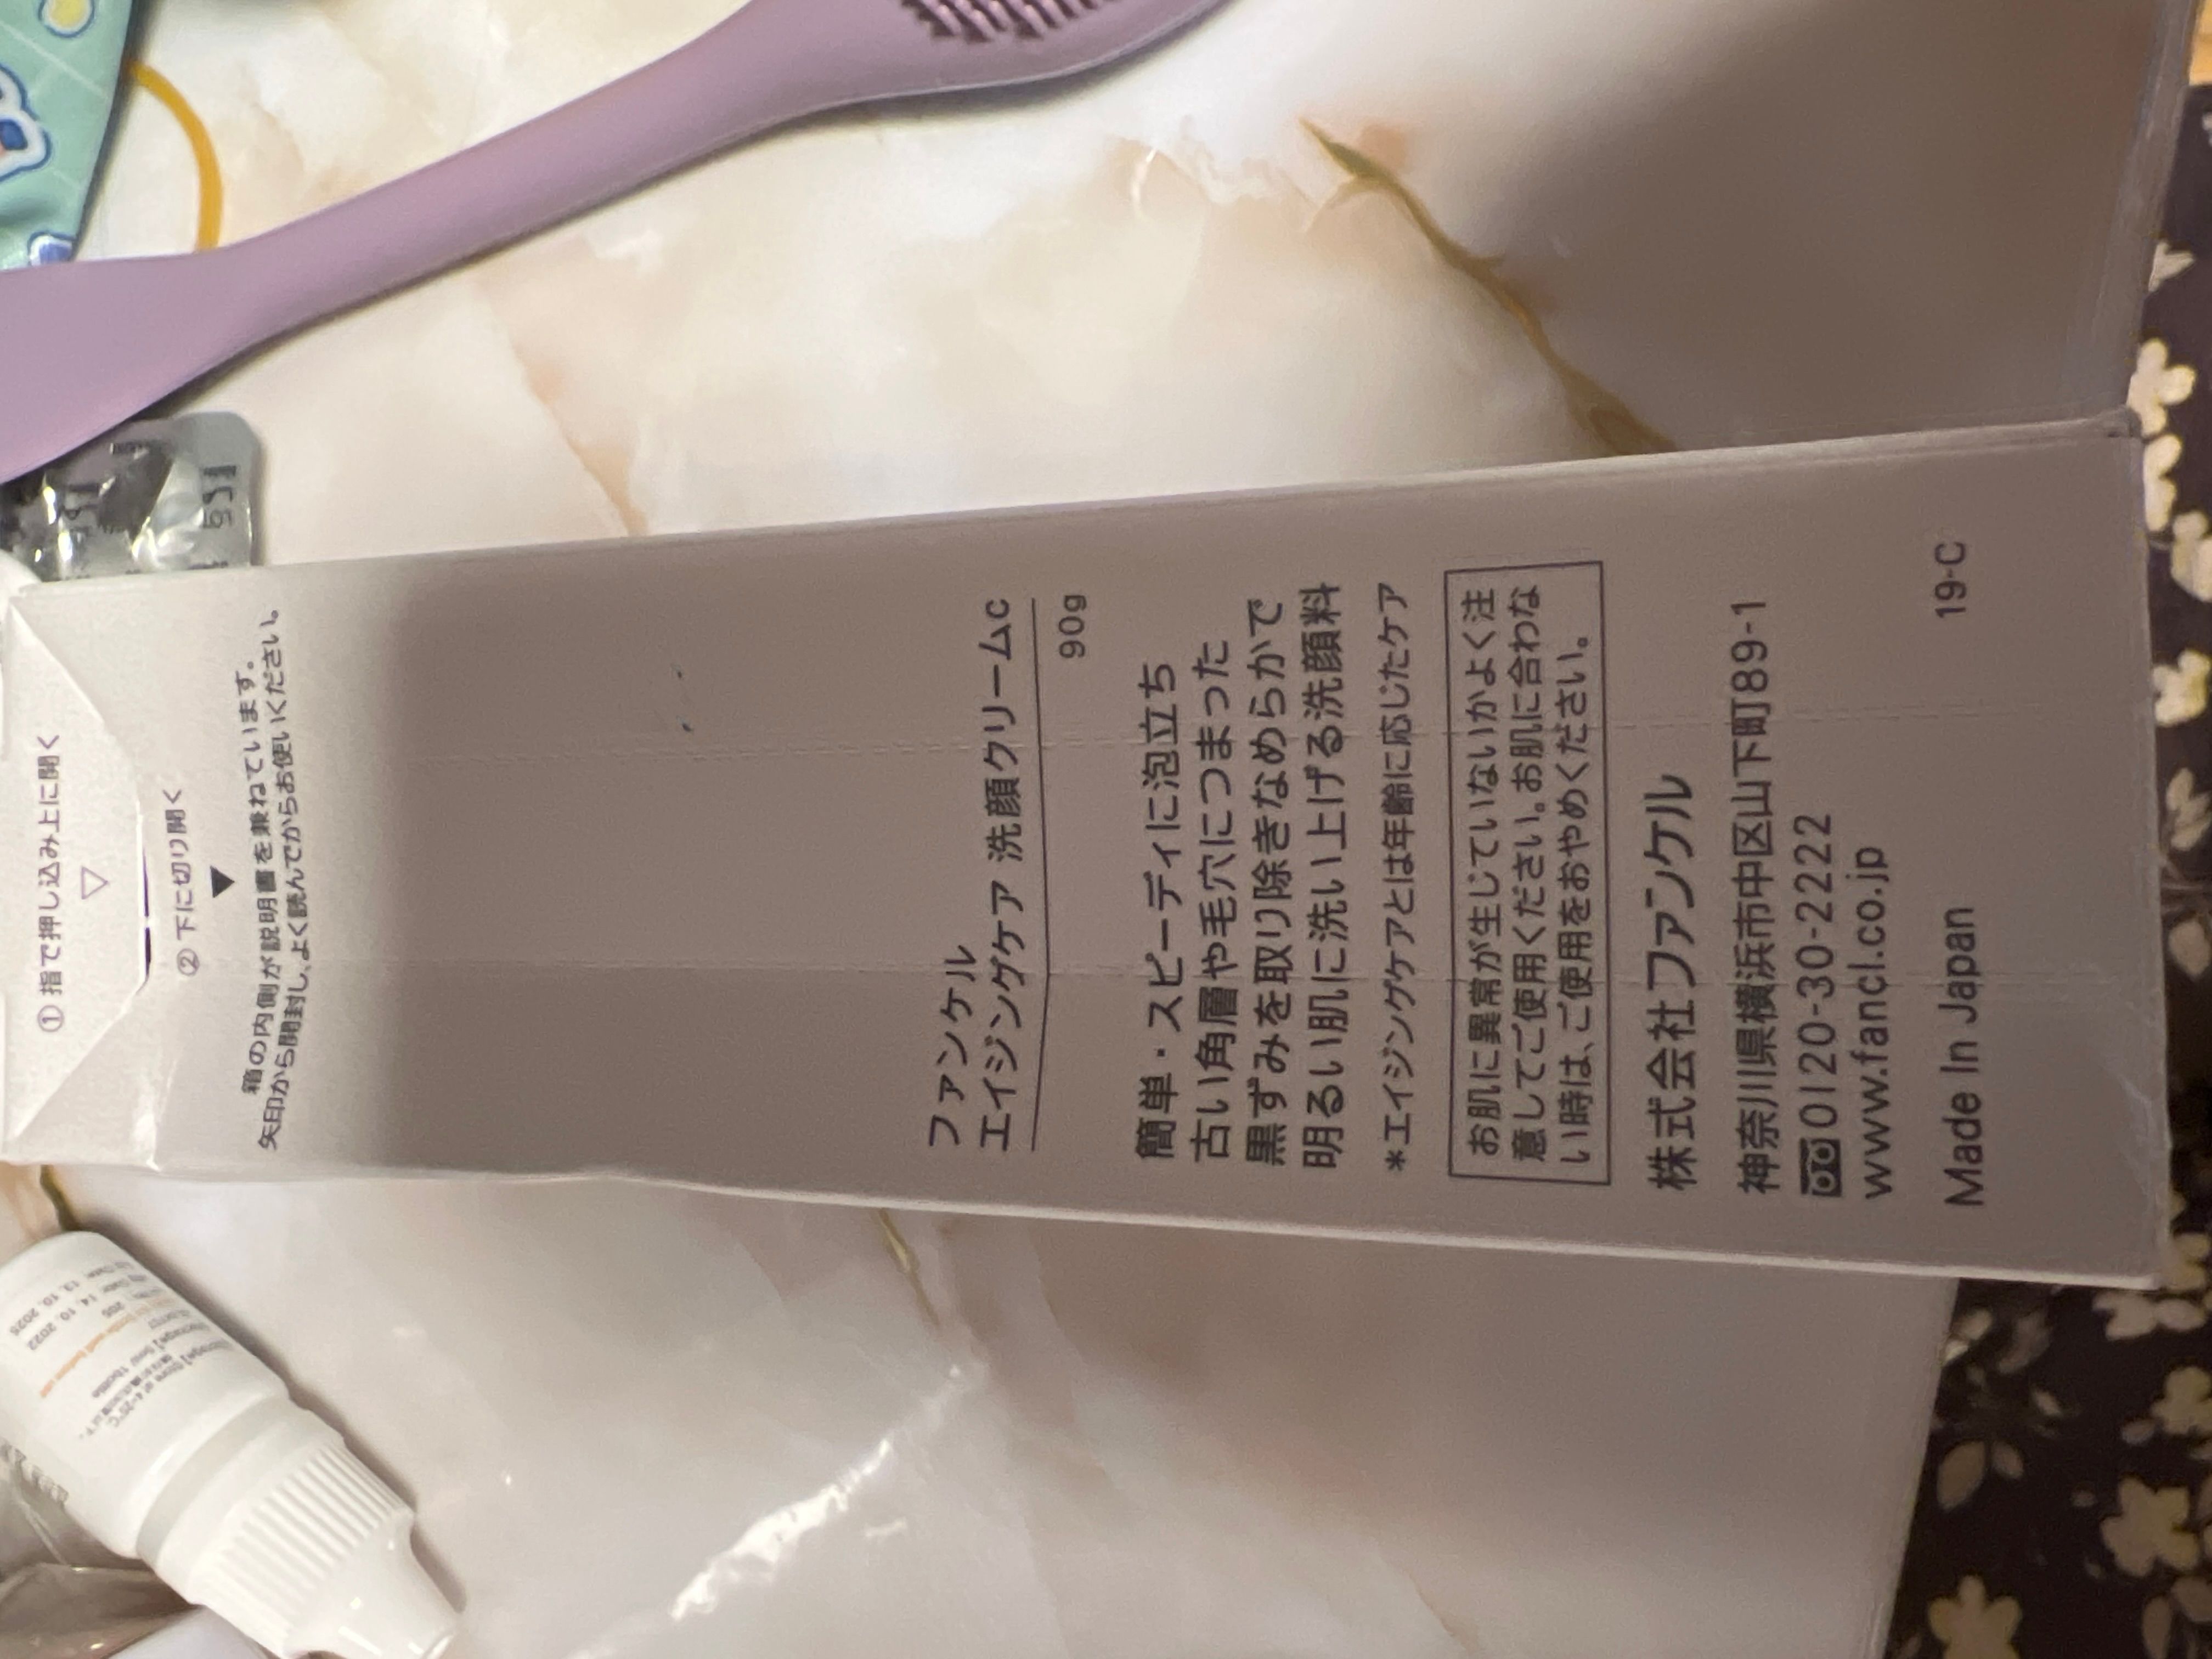 ① 指で押し込み上に開く
② 下に切り開く
箱の内側が説明書を兼ねています。
矢印から開封し、よく読んでからお使いください。
ファンケル
エイジングケア 洗顔クリームc
90g
簡単・スピーディに泡立ち
古い角層や毛穴につまった
黒ずみを取り除きなめらかで
明るい肌に洗い上げる洗顔料
*エイジングケアとは年齢に応じたケア
お肌に異常が生じていないかよく注
意してご使用ください。お肌に合わな
い時は、ご使用をおやめください。
株式会社ファンケル
神奈川県横浜市中区山下町89-1
0120-30-2222
www.fancl.co.jp
Made In Japan 19-C
14. 10. 2022
13. 10. 2025